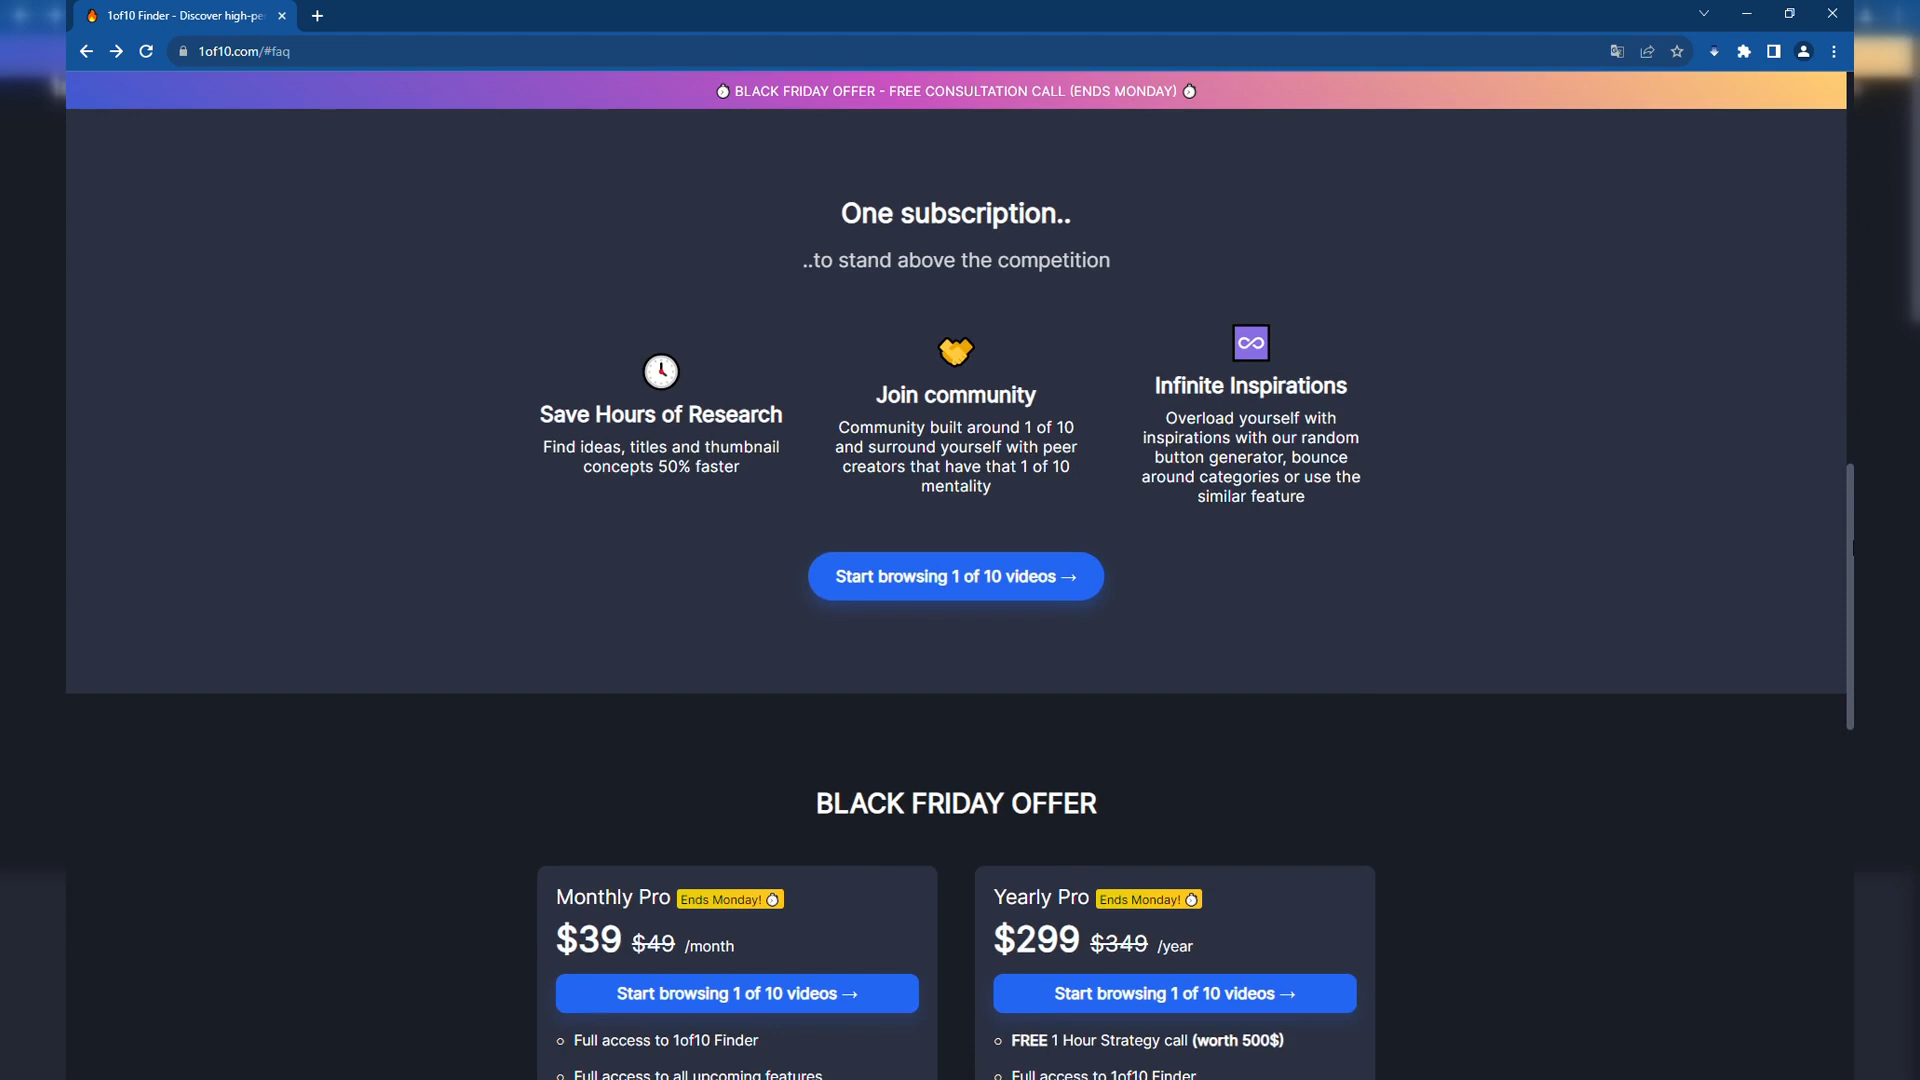 1of10 Finder - Discover high-pe
1of10.com/#faq
BLACK FRIDAY OFFER - FREE CONSULTATION CALL (ENDS MONDAY)
One subscription..
..to stand above the competition
Save Hours of Research
Find ideas, titles and thumbnail
concepts 50% faster
Join community
Community built around 1 of 10
and surround yourself with peer
creators that have that 1 of 10
mentality
Infinite Inspirations
Overload yourself with
inspirations with our random
button generator, bounce
around categories or use the
similar feature
Start browsing 1 of 10 videos →
BLACK FRIDAY OFFER
Monthly Pro Ends Monday!
$39 $49 /month
Start browsing 1 of 10 videos →
Full access to 1of10 Finder
Full access to all upcoming features
Yearly Pro Ends Monday!
$299 $349 /year
Start browsing 1 of 10 videos →
FREE 1 Hour Strategy call (worth 500$)
Full access to 1of10 Finder